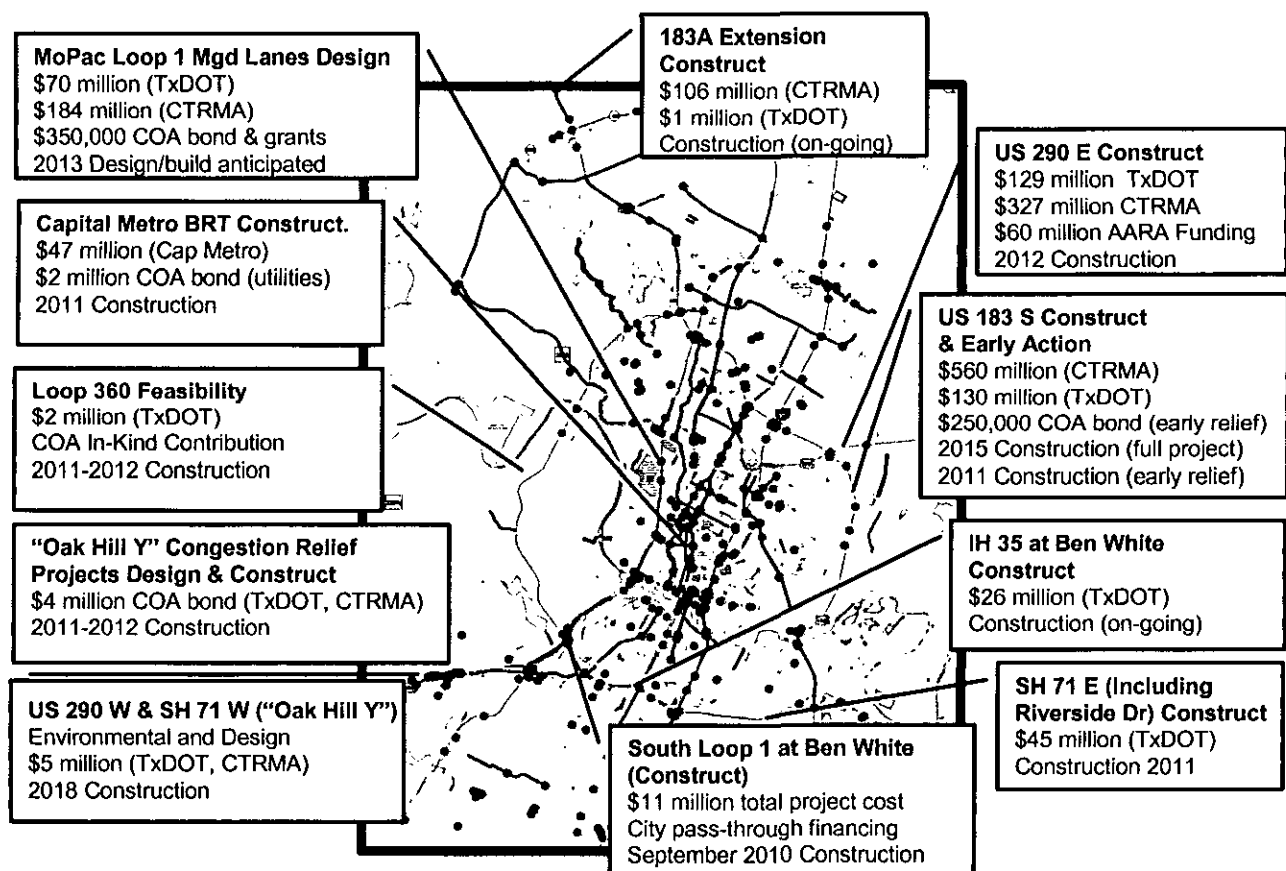 MoPac Loop 1 Mgd Lanes Design
$70 million (TxDOT)
$184 million (CTRMA)
$350,000 COA bond & grants
2013 Design/build anticipated
183A Extension
Construct
$106 million (CTRMA)
$1 million (TxDOT)
Construction (on-going)
US 290 E Construct
$129 million TxDOT
$327 million CTRMA
$60 million AARA Funding
2012 Construction
Capital Metro BRT Construct.
$47 million (Cap Metro)
$2 million COA bond (utilities)
2011 Construction
US 183 S Construct
& Early Action
$560 million (CTRMA)
$130 million (TxDOT)
$250,000 COA bond (early relief)
2015 Construction (full project)
2011 Construction (early relief)
Loop 360 Feasibility
$2 million (TxDOT)
COA In-Kind Contribution
2011-2012 Construction
"Oak Hill Y" Congestion Relief
Projects Design & Construct
$4 million COA bond (TxDOT, CTRMA)
2011-2012 Construction
IH 35 at Ben White
Construct
$26 million (TxDOT)
Construction (on-going)
US 290 W & SH 71 W ("Oak Hill Y")
Environmental and Design
$5 million (TxDOT, CTRMA)
2018 Construction
South Loop 1 at Ben White
(Construct)
$11 million total project cost
City pass-through financing
September 2010 Construction
SH 71 E (Including
Riverside Dr) Construct
$45 million (TxDOT)
Construction 2011